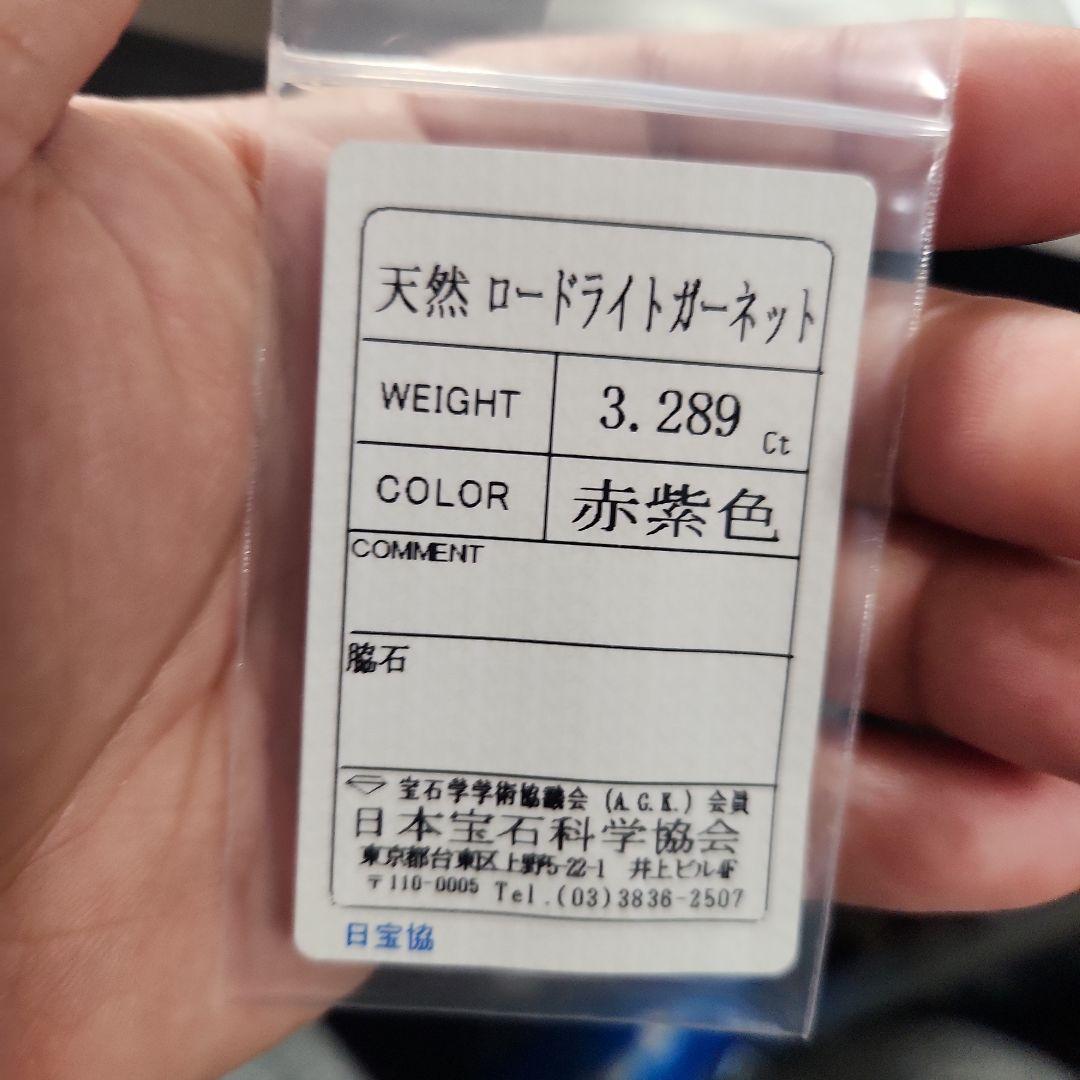 天然 ロードライトガーネット
WEIGHT 3.289 Ct
COLOR 赤紫色
COMMENT
脇石
宝石学学術協議会 (A.G.K.) 会員
日本宝石科学協会
東京都台東区上野5-22-1 井上ビル4F
〒110-0005 Tel.(03)3836-2507
日宝協